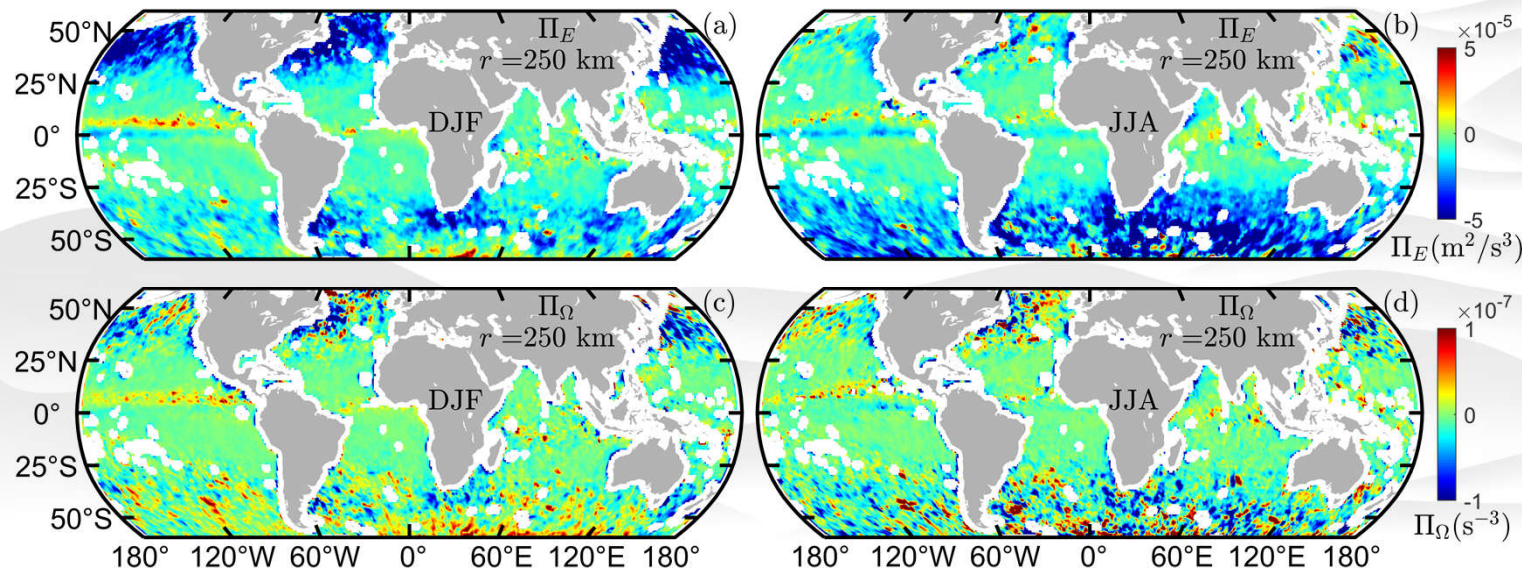 (a)
Π_E
r =250 km
DJF
50°N
25°N
0°
25°S
50°S
(b)
Π_E
r =250 km
JJA
×10⁻⁵
5
0
-5
Π_E(m²/s³)
(c)
Π_Ω
r =250 km
DJF
50°N
25°N
0°
25°S
50°S
180° 120°W 60°W 0° 60°E 120°E 180°
(d)
Π_Ω
r =250 km
JJA
180° 120°W 60°W 0° 60°E 120°E 180°
×10⁻⁷
1
0
-1
Π_Ω(s⁻³)